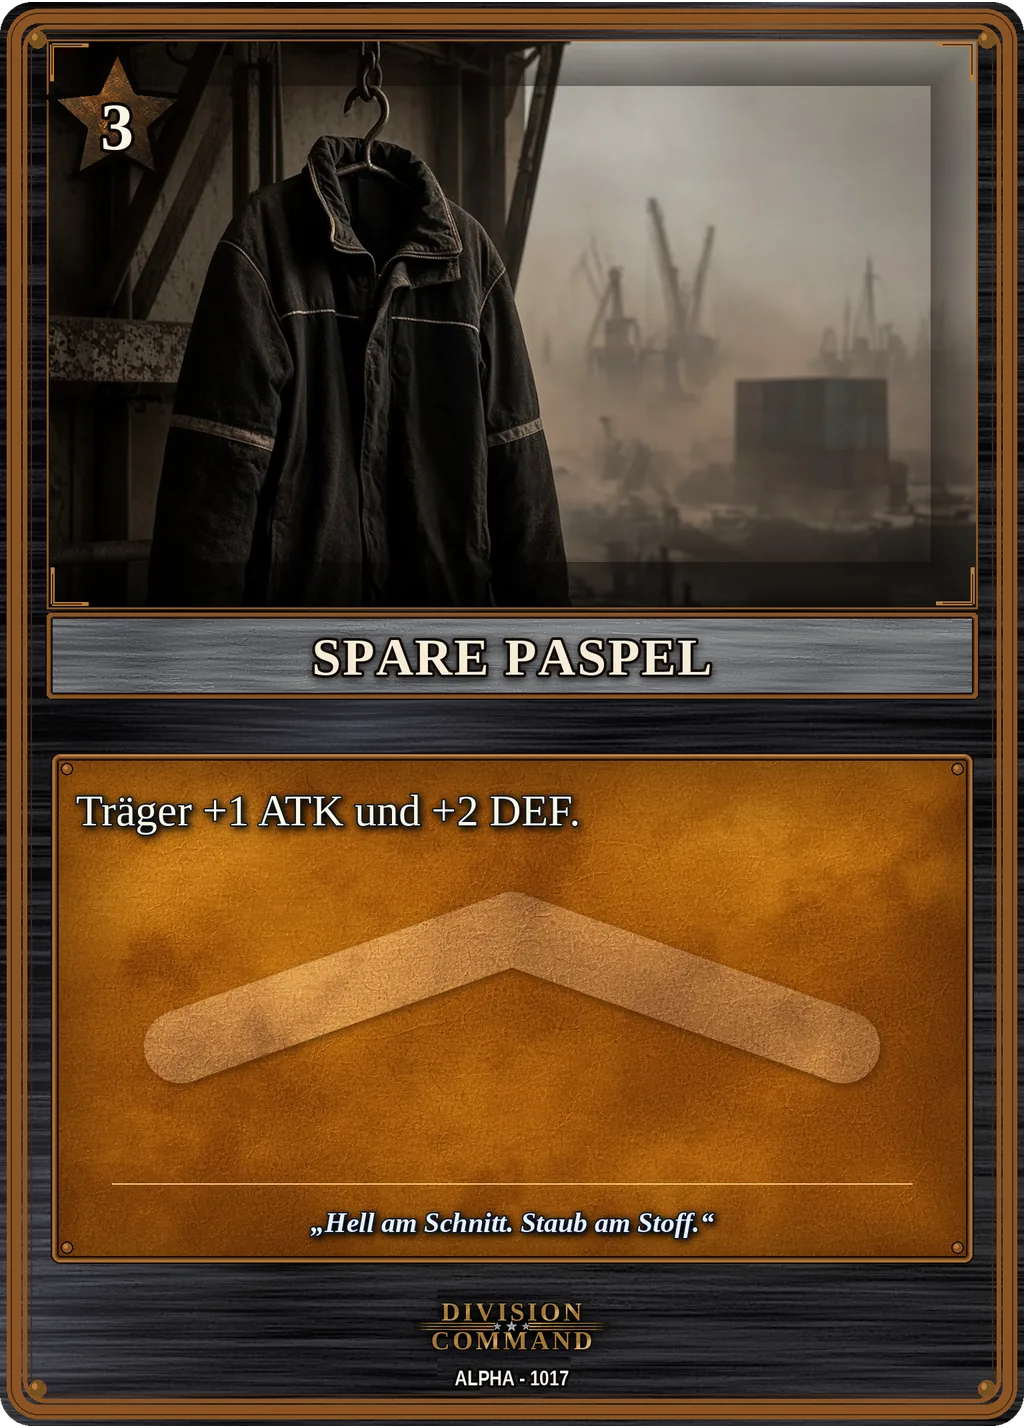 3
SPARE PASPEL
Träger +1 ATK und +2 DEF.
„Hell am Schnitt. Staub am Stoff.“
DIVISION
COMMAND
ALPHA - 1017